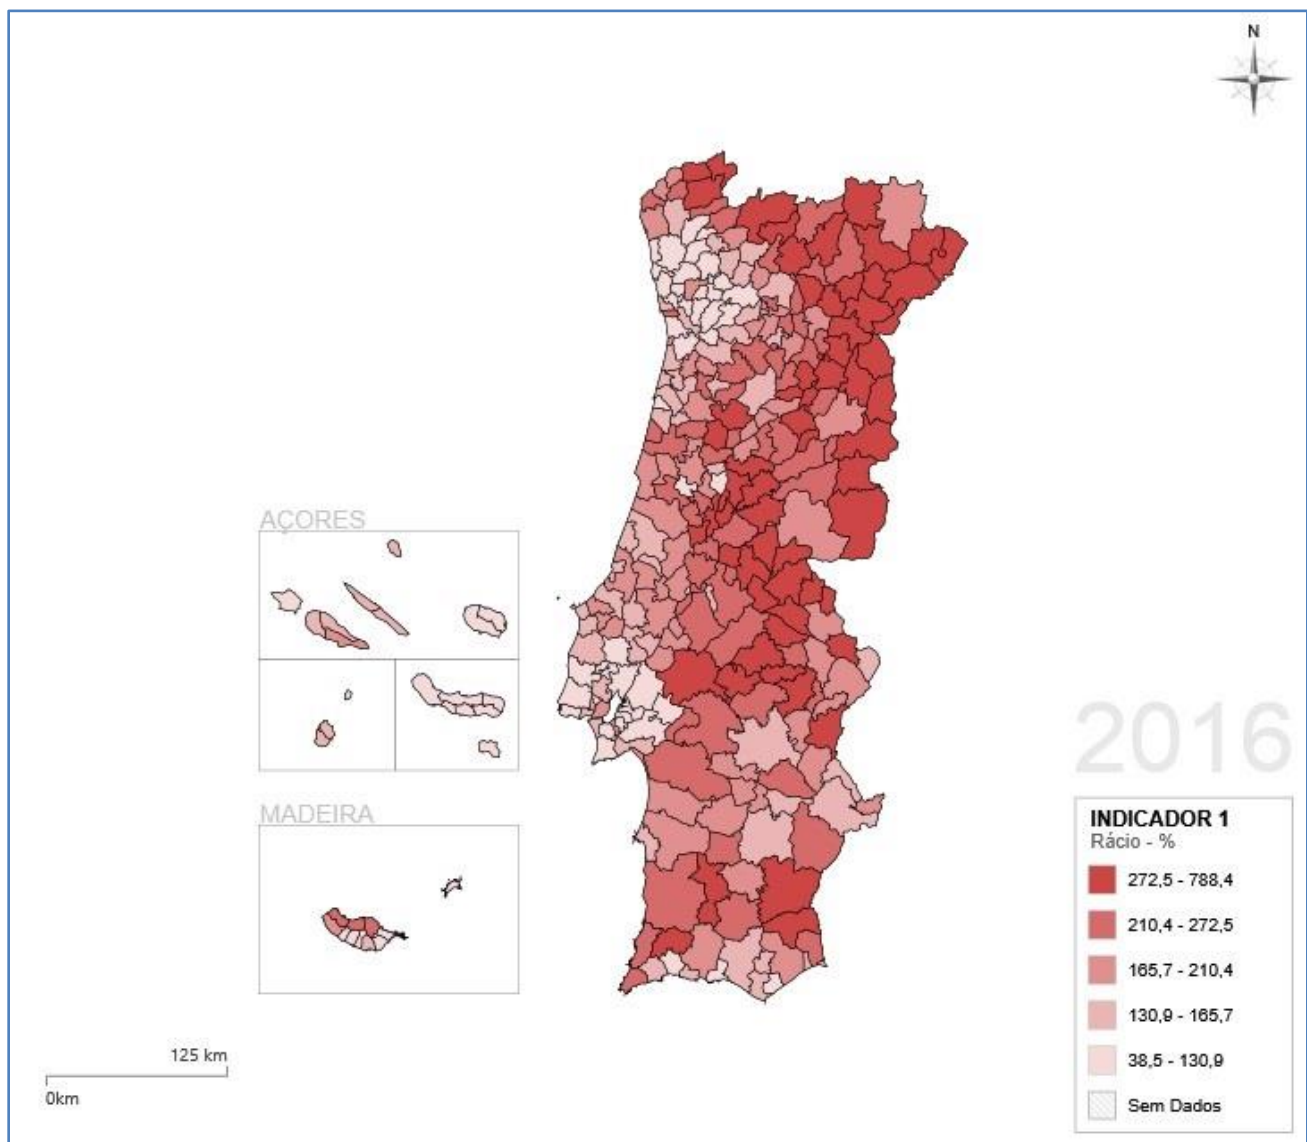 N
AÇORES
MADEIRA
2016
INDICADOR 1
Rácio - %
272,5 - 788,4
210,4 - 272,5
165,7 - 210,4
130,9 - 165,7
38,5 - 130,9
Sem Dados
125 km
0km